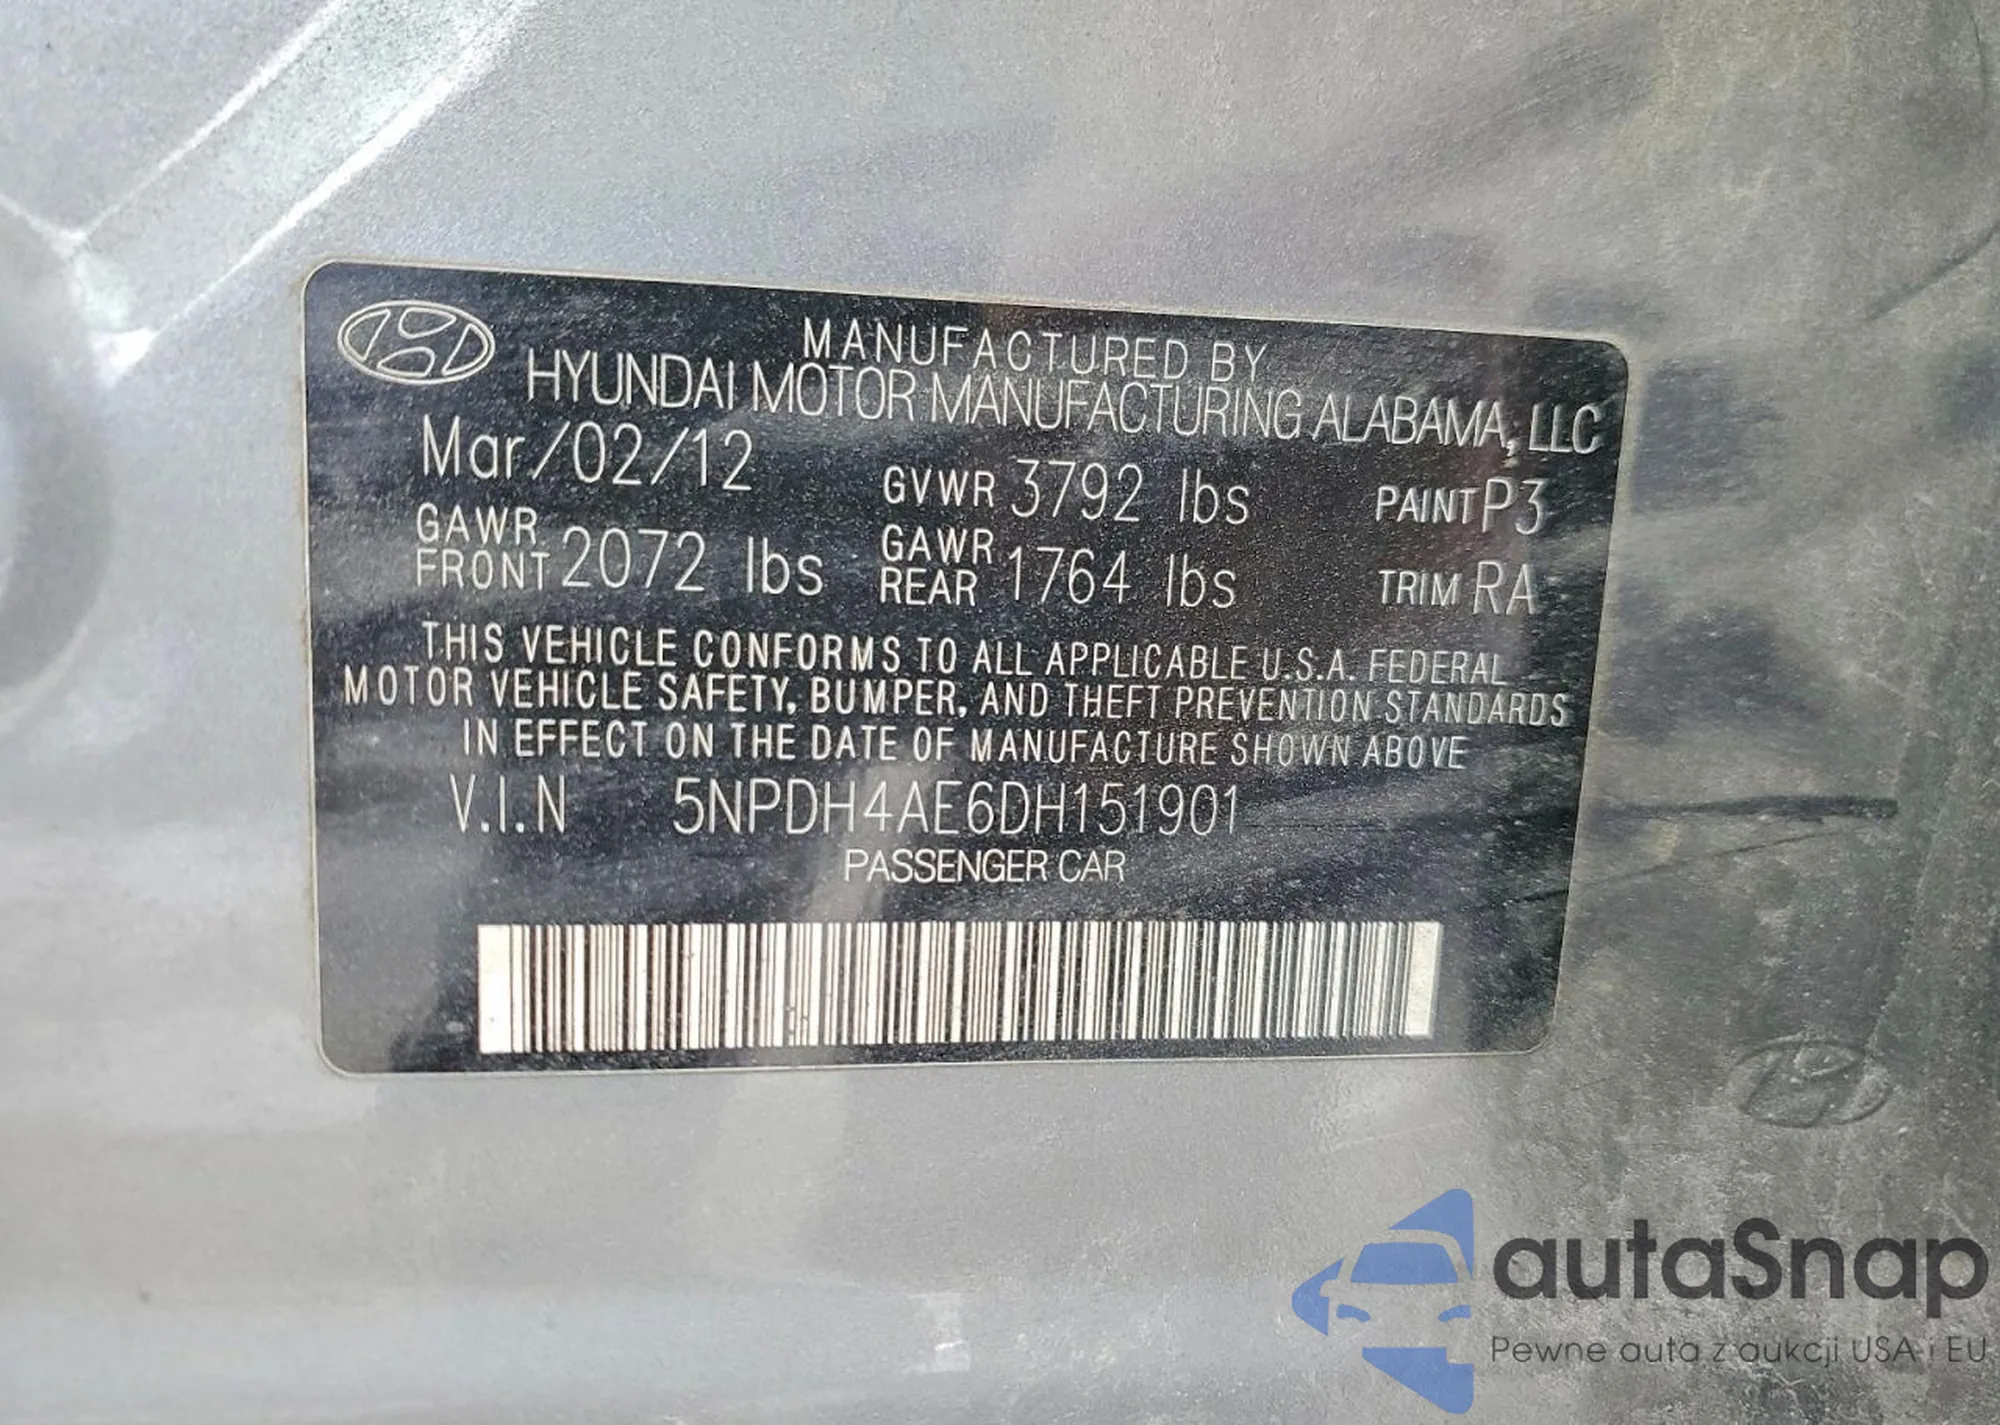 MANUFACTURED BY
HYUNDAI MOTOR MANUFACTURING ALABAMA, LLC
Mar/02/12 GVWR 3792 lbs PAINT P3
GAWR FRONT 2072 lbs GAWR REAR 1764 lbs TRIM RA
THIS VEHICLE CONFORMS TO ALL APPLICABLE U.S.A. FEDERAL
MOTOR VEHICLE SAFETY, BUMPER, AND THEFT PREVENTION STANDARDS
IN EFFECT ON THE DATE OF MANUFACTURE SHOWN ABOVE
V.I.N 5NPDH4AE6DH151901
PASSENGER CAR
autaSnap
Pewne auta z aukcji USA i EU